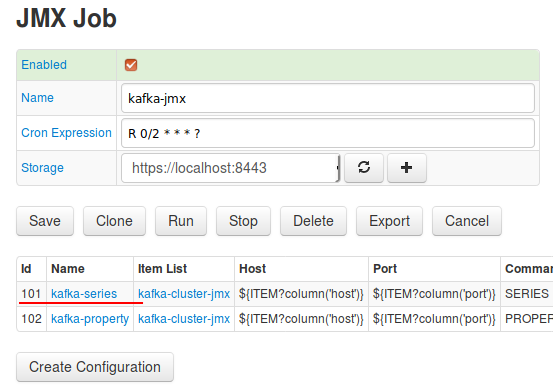 JMX Job
Enabled
Name kafka-jmx
Cron Expression R 0/2 * * * ?
Storage https://localhost:8443
Save Clone Run Stop Delete Export Cancel
Id Name Item List Host Port Comma
101 kafka-series kafka-cluster-jmx ${ITEM?column('host')} ${ITEM?column('port')} SERIES
102 kafka-property kafka-cluster-jmx ${ITEM?column('host')} ${ITEM?column('port')} PROPER
Create Configuration